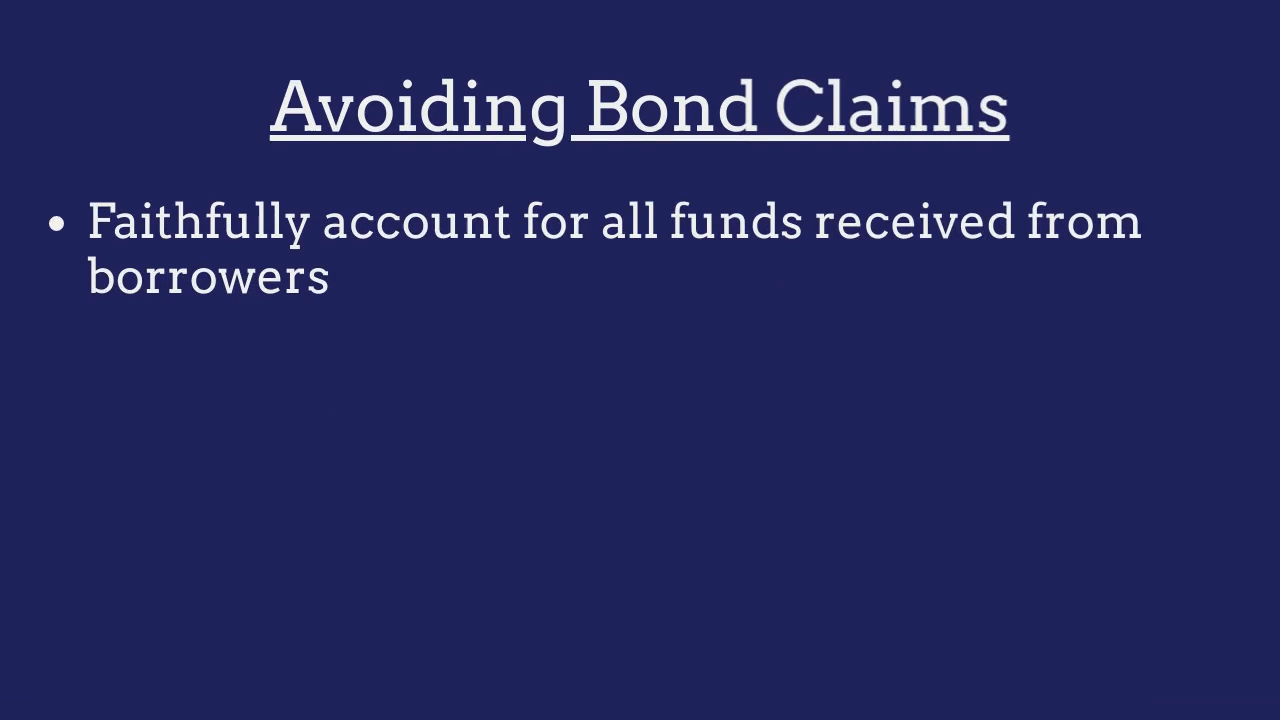 Avoiding Bond Claims
• Faithfully account for all funds received from
borrowers